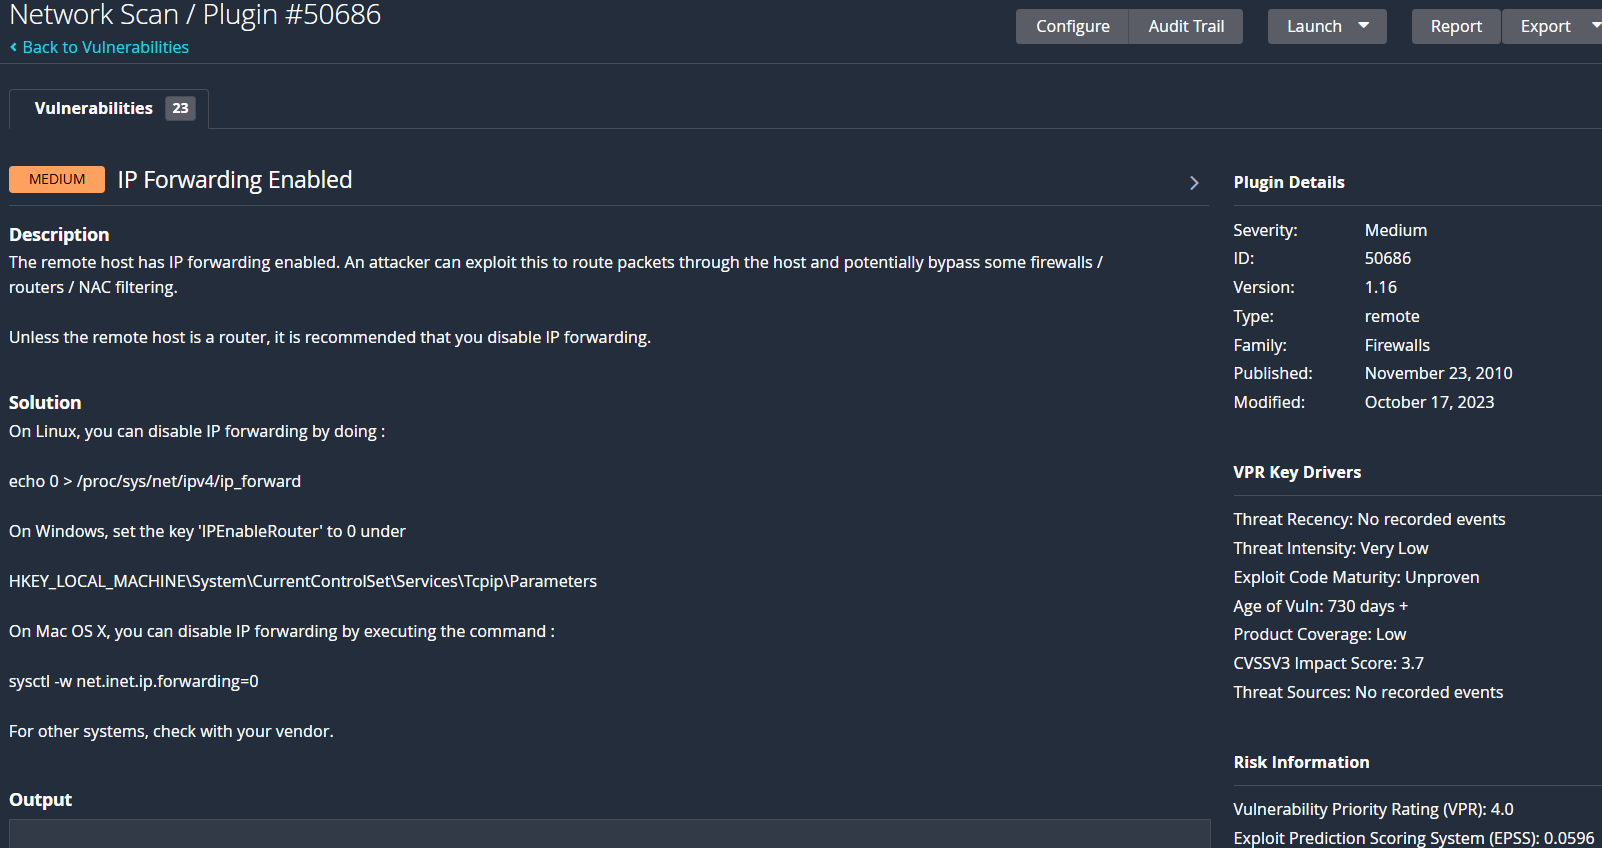 Network Scan / Plugin #50686
Configure
Audit Trail
Launch
Report
Export
Back to Vulnerabilities
Vulnerabilities 23
MEDIUM IP Forwarding Enabled
Description
The remote host has IP forwarding enabled. An attacker can exploit this to route packets through the host and potentially bypass some firewalls /
routers / NAC filtering.
Unless the remote host is a router, it is recommended that you disable IP forwarding.
Solution
On Linux, you can disable IP forwarding by doing :
echo 0 > /proc/sys/net/ipv4/ip_forward
On Windows, set the key 'IPEnableRouter' to 0 under
HKEY_LOCAL_MACHINE\System\CurrentControlSet\Services\Tcpip\Parameters
On Mac OS X, you can disable IP forwarding by executing the command :
sysctl -w net.inet.ip.forwarding=0
For other systems, check with your vendor.
Output
Plugin Details
Severity: Medium
ID: 50686
Version: 1.16
Type: remote
Family: Firewalls
Published: November 23, 2010
Modified: October 17, 2023
VPR Key Drivers
Threat Recency: No recorded events
Threat Intensity: Very Low
Exploit Code Maturity: Unproven
Age of Vuln: 730 days +
Product Coverage: Low
CVSSV3 Impact Score: 3.7
Threat Sources: No recorded events
Risk Information
Vulnerability Priority Rating (VPR): 4.0
Exploit Prediction Scoring System (EPSS): 0.0596